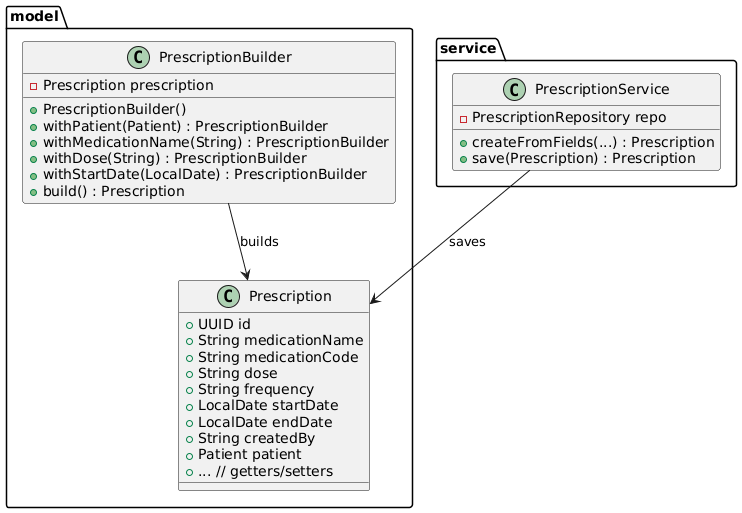 model
C PrescriptionBuilder
Prescription prescription
PrescriptionBuilder()
withPatient(Patient) : PrescriptionBuilder
withMedicationName(String) : PrescriptionBuilder
withDose(String) : PrescriptionBuilder
withStartDate(LocalDate) : PrescriptionBuilder
build() : Prescription
service
C PrescriptionService
PrescriptionRepository repo
createFromFields(...) : Prescription
save(Prescription) : Prescription
builds
saves
C Prescription
UUID id
String medicationName
String medicationCode
String dose
String frequency
LocalDate startDate
LocalDate endDate
String createdBy
Patient patient
... // getters/setters